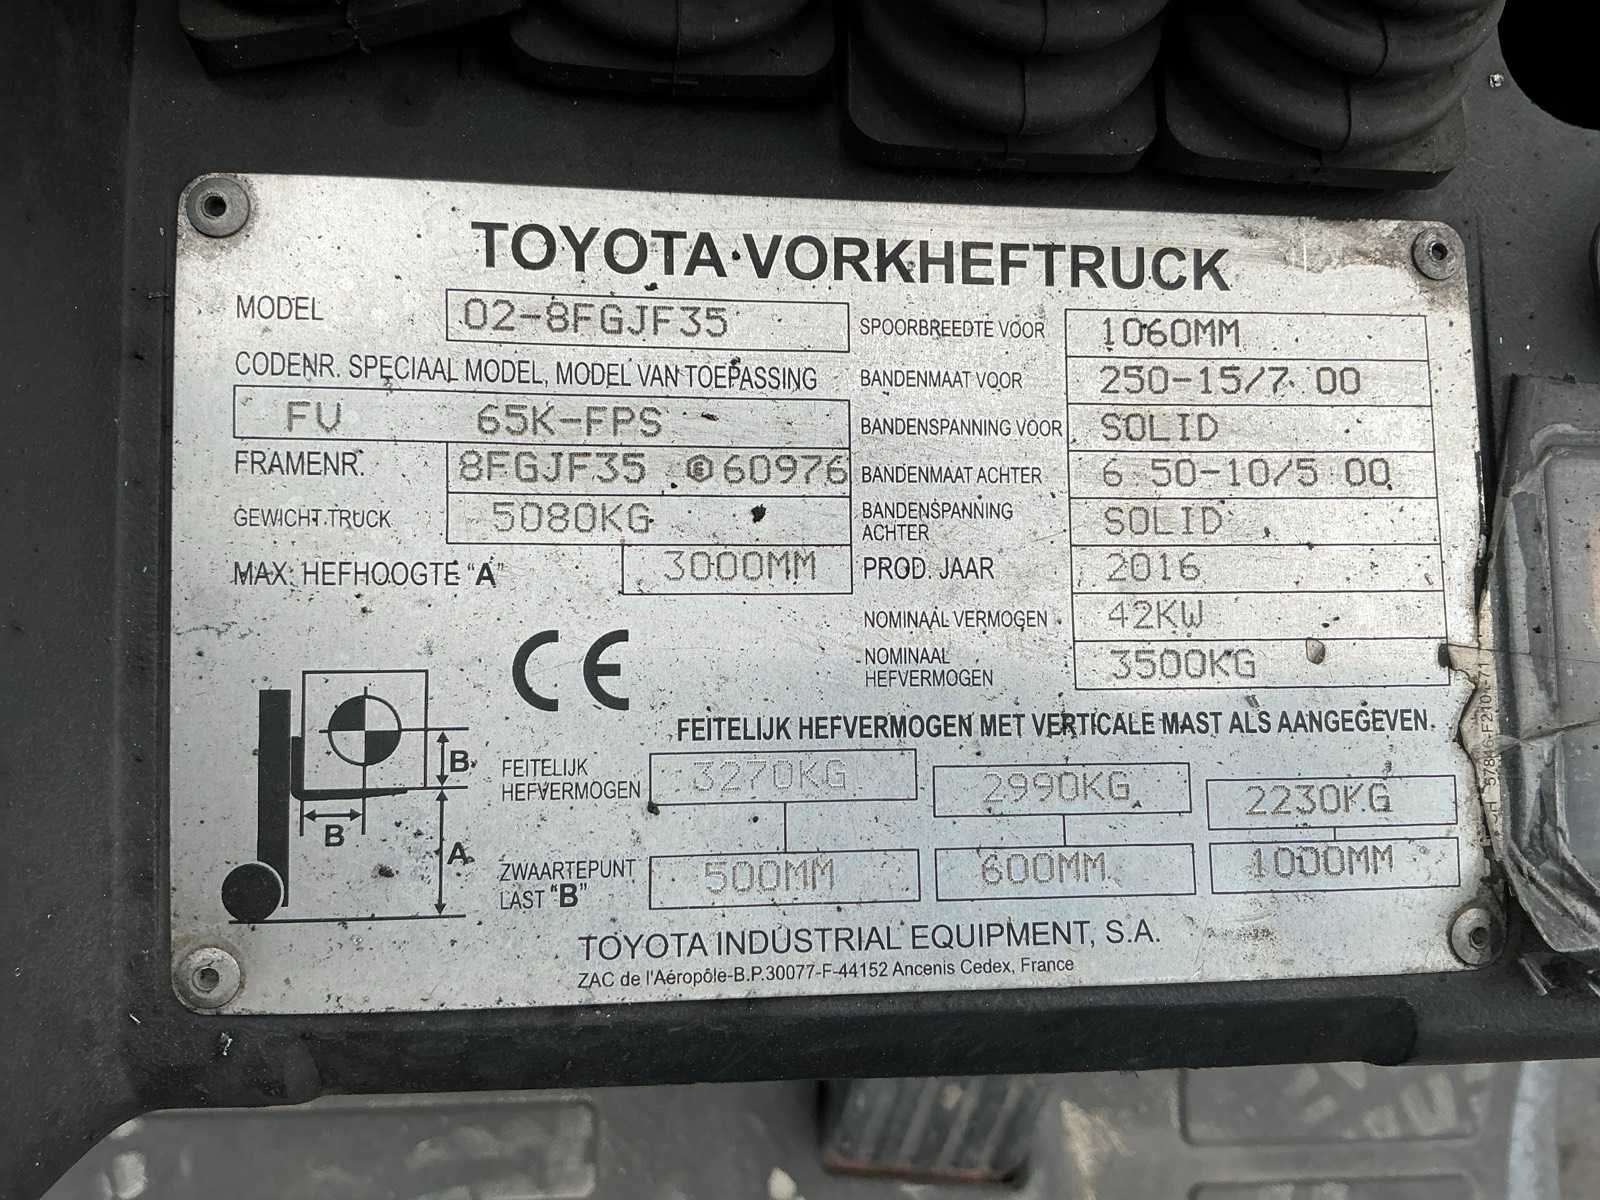 TOYOTA VORKHEFTRUCK
MODEL 02-8FGJF35
CODENR. SPECIAAL MODEL, MODEL VAN TOEPASSING
FV 65K-FPS
FRAMENR. 8FGJF35 60976
GEWICHT TRUCK 5080KG
MAX. HEFHOOGTE "A" 3000MM
SPOORBREEDTE VOOR 1060MM
BANDENMAAT VOOR 250-15/7.00
BANDENSPANNING VOOR SOLID
BANDENMAAT ACHTER 6.50-10/5.00
BANDENSPANNING
ACHTER SOLID
PROD. JAAR 2016
NOMINAAL VERMOGEN 42KW
NOMINAAL
HEFVERMOGEN 3500KG
CE
FEITELIJK HEFVERMOGEN MET VERTICALE MAST ALS AANGEGEVEN.
FEITELIJK
HEFVERMOGEN 3270KG 2990KG 2230KG
ZWAARTEPUNT
LAST "B" 500MM 600MM 1000MM
B
B
A
TOYOTA INDUSTRIAL EQUIPMENT, S.A.
ZAC de l'Aéropôle-B.P.30077-F-44152 Ancenis Cedex, France